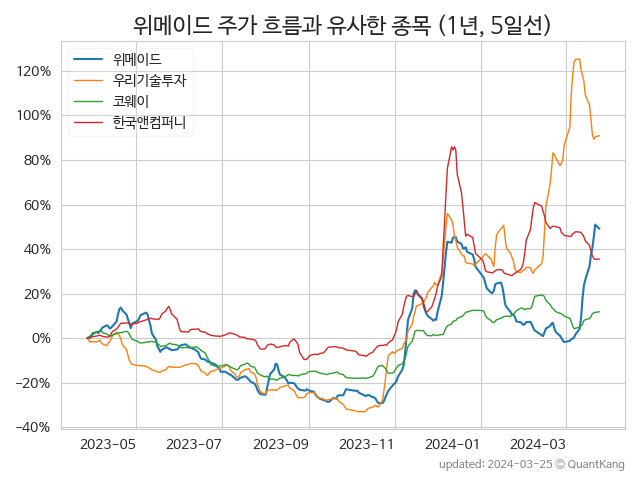 위메이드 주가 흐름과 유사한 종목 (1년, 5일선)
위메이드
우리기술투자
코웨이
한국앤컴퍼니
120%
100%
80%
60%
40%
20%
0%
−20%
−40%
2023-05 2023-07 2023-09 2023-11 2024-01 2024-03
updated: 2024-03-25 © QuantKang